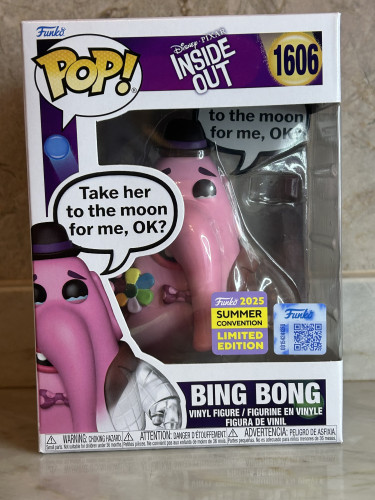 Funko
POP!
Disney • PIXAR
INSIDE
OUT
1606
to the moon
for me, OK?
Take her
to the moon
for me, OK?
Funko 2025
SUMMER
CONVENTION
LIMITED
EDITION
Funko
BING BONG
VINYL FIGURE / FIGURINE EN VINYLE
FIGURA DE VINIL
WARNING: CHOKING HAZARD.
ATTENTION: DANGER D'ÉTOUFFEMENT
ADVERTENCIA: PELIGRO DE ASFIXIA.